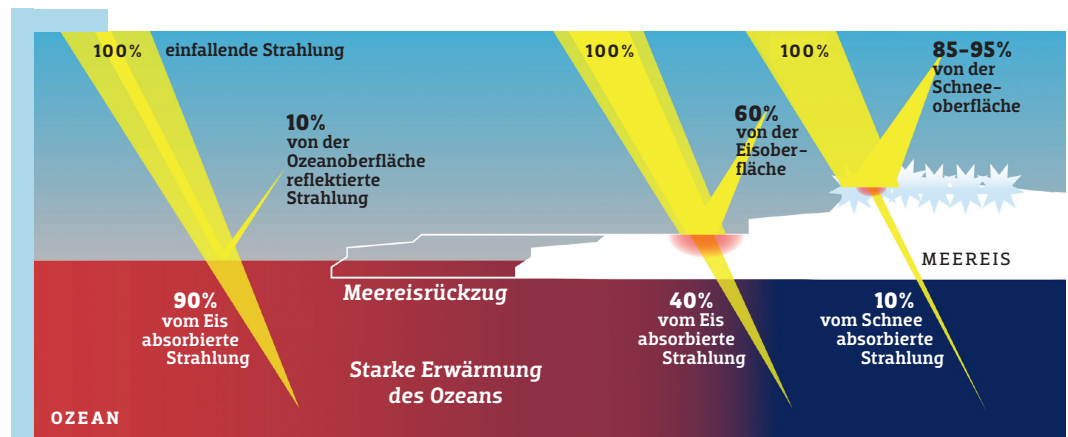 100% einfallende Strahlung
10%
von der
Ozeanoberfläche
reflektierte
Strahlung
90%
vom Eis
absorbierte
Strahlung
OZEAN
Meereisrückzug
Starke Erwärmung
des Ozeans
100%
60%
von der
Eisober-
fläche
40%
vom Eis
absorbierte
Strahlung
100%
85–95%
von der
Schnee-
oberfläche
MEEREIS
10%
vom Schnee
absorbierte
Strahlung